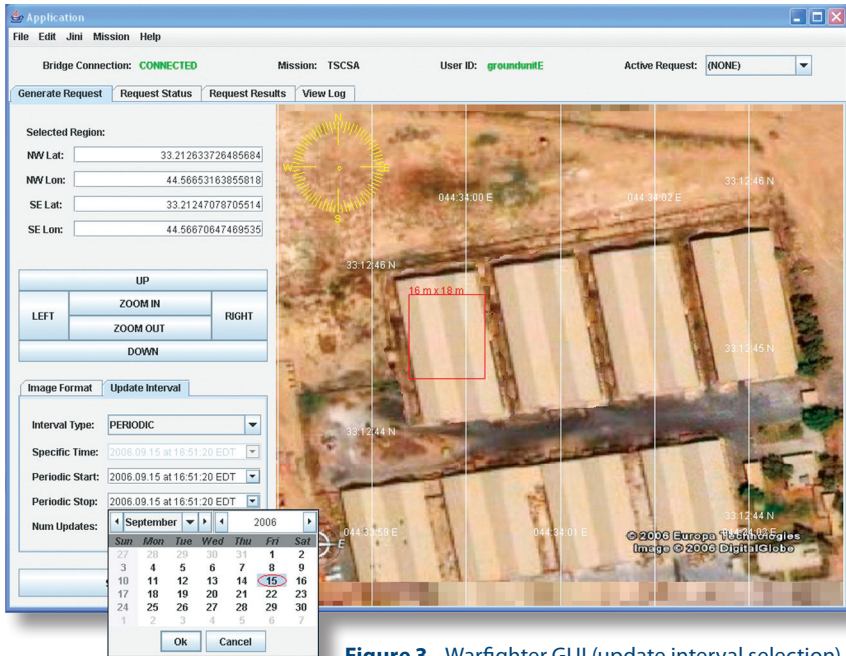 Application
File Edit Jini Mission Help
Bridge Connection: CONNECTED Mission: TSCSA User ID: groundunitE Active Request: (NONE)
Generate Request Request Status Request Results View Log
Selected Region:
NW Lat: 33.212633726485684
NW Lon: 44.56653163855818
SE Lat: 33.21247078705514
SE Lon: 44.56670647469535
UP
LEFT ZOOM IN RIGHT
ZOOM OUT
DOWN
Image Format Update Interval
Interval Type: PERIODIC
Specific Time: 2006.09.15 at 16:51:20 EDT
Periodic Start: 2006.09.15 at 16:51:20 EDT
Periodic Stop: 2006.09.15 at 16:51:20 EDT
Num Updates:
September 2006
Sun Mon Tue Wed Thu Fri Sat
27 28 29 30 31 1 2
3 4 5 6 7 8 9
10 11 12 13 14 15 16
17 18 19 20 21 22 23
24 25 26 27 28 29 30
1 2 3 4 5 6 7
Ok Cancel
N
W E
S
044:34:00 E 044:34:02 E
33:12:46 N
33:12:46 N
16 m x 18 m
33:12:45 N
33:12:44 N
33:12:44 N
044:33:59 E 044:34:01 E 044:34:02 E
E
© 2006 Europa Technologies
Image © 2006 DigitalGlobe
Figure 3. Warfighter GUI (update interval selection).